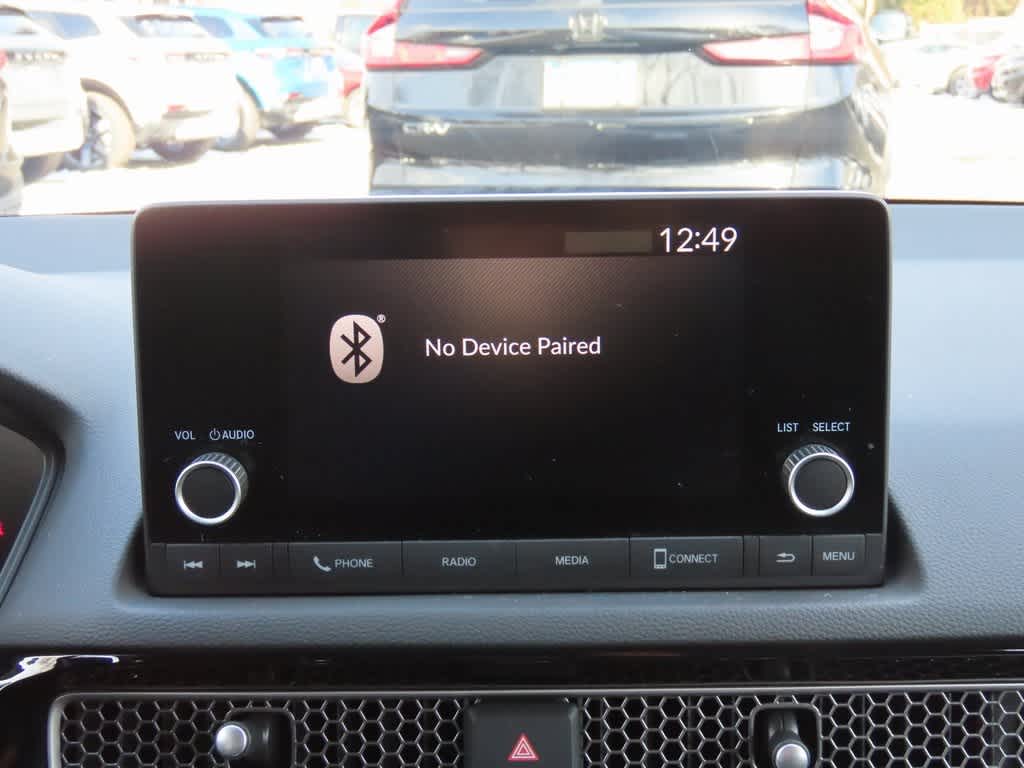 CR-V
12:49
®
No Device Paired
VOL AUDIO
LIST SELECT
PHONE RADIO MEDIA CONNECT MENU